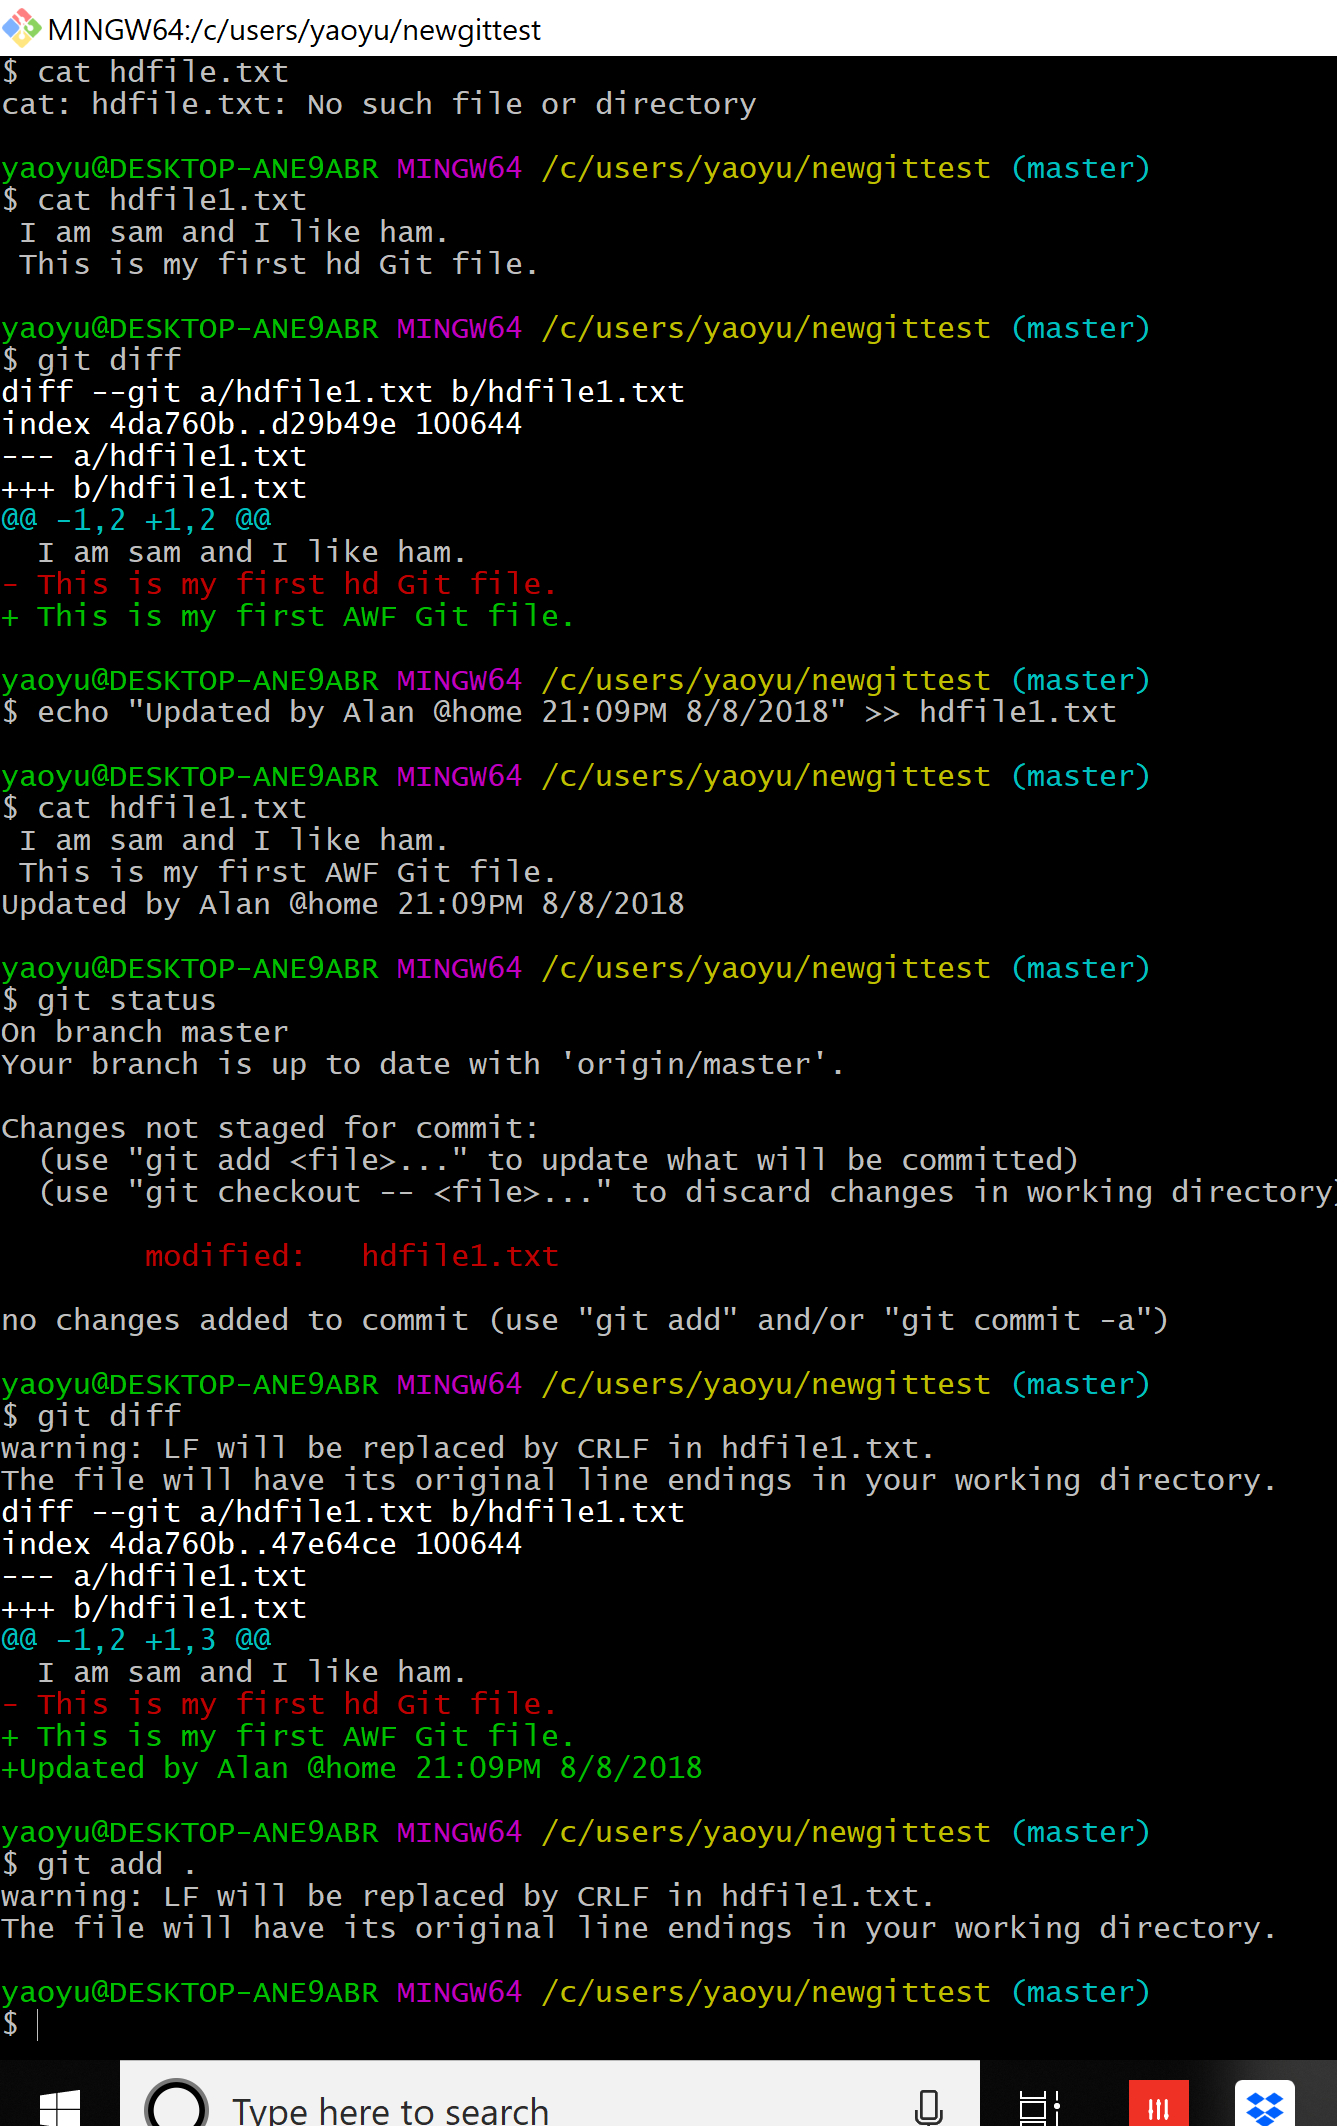 MINGW64:/c/users/yaoyu/newgittest
$ cat hdfile.txt
cat: hdfile.txt: No such file or directory
yaoyu@DESKTOP-ANE9ABR MINGW64 /c/users/yaoyu/newgittest (master)
$ cat hdfile1.txt
I am sam and I like ham.
This is my first hd Git file.
yaoyu@DESKTOP-ANE9ABR MINGW64 /c/users/yaoyu/newgittest (master)
$ git diff
diff --git a/hdfile1.txt b/hdfile1.txt
index 4da760b..d29b49e 100644
--- a/hdfile1.txt
+++ b/hdfile1.txt
@@ -1,2 +1,2 @@
I am sam and I like ham.
- This is my first hd Git file.
+ This is my first AWF Git file.
yaoyu@DESKTOP-ANE9ABR MINGW64 /c/users/yaoyu/newgittest (master)
$ echo "Updated by Alan @home 21:09PM 8/8/2018" >> hdfile1.txt
yaoyu@DESKTOP-ANE9ABR MINGW64 /c/users/yaoyu/newgittest (master)
$ cat hdfile1.txt
I am sam and I like ham.
This is my first AWF Git file.
Updated by Alan @home 21:09PM 8/8/2018
yaoyu@DESKTOP-ANE9ABR MINGW64 /c/users/yaoyu/newgittest (master)
$ git status
On branch master
Your branch is up to date with 'origin/master'.
Changes not staged for commit:
(use "git add <file>..." to update what will be committed)
(use "git checkout -- <file>..." to discard changes in working directory)
modified:   hdfile1.txt
no changes added to commit (use "git add" and/or "git commit -a")
yaoyu@DESKTOP-ANE9ABR MINGW64 /c/users/yaoyu/newgittest (master)
$ git diff
warning: LF will be replaced by CRLF in hdfile1.txt.
The file will have its original line endings in your working directory.
diff --git a/hdfile1.txt b/hdfile1.txt
index 4da760b..47e64ce 100644
--- a/hdfile1.txt
+++ b/hdfile1.txt
@@ -1,2 +1,3 @@
I am sam and I like ham.
- This is my first hd Git file.
+ This is my first AWF Git file.
+Updated by Alan @home 21:09PM 8/8/2018
yaoyu@DESKTOP-ANE9ABR MINGW64 /c/users/yaoyu/newgittest (master)
$ git add .
warning: LF will be replaced by CRLF in hdfile1.txt.
The file will have its original line endings in your working directory.
yaoyu@DESKTOP-ANE9ABR MINGW64 /c/users/yaoyu/newgittest (master)
$
Type here to search